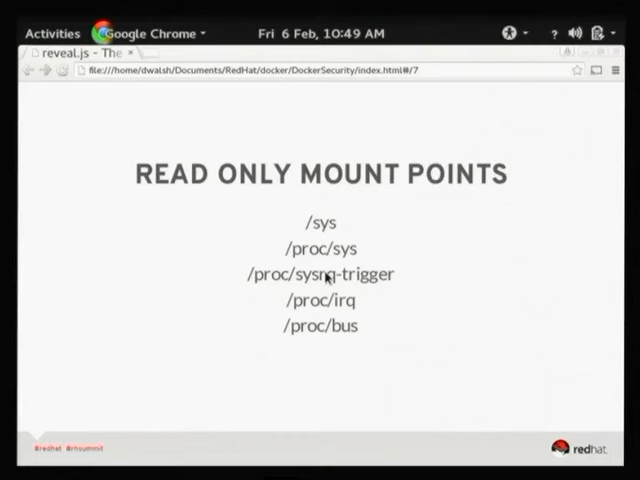 Activities Google Chrome Fri 6 Feb, 10:49 AM ?
reveal.js - The ×
file:///home/dwalsh/Documents/RedHat/docker/DockerSecurity/index.html#/7
READ ONLY MOUNT POINTS
/sys
/proc/sys
/proc/sysrq-trigger
/proc/irq
/proc/bus
#redhat #rhsummit
redhat.